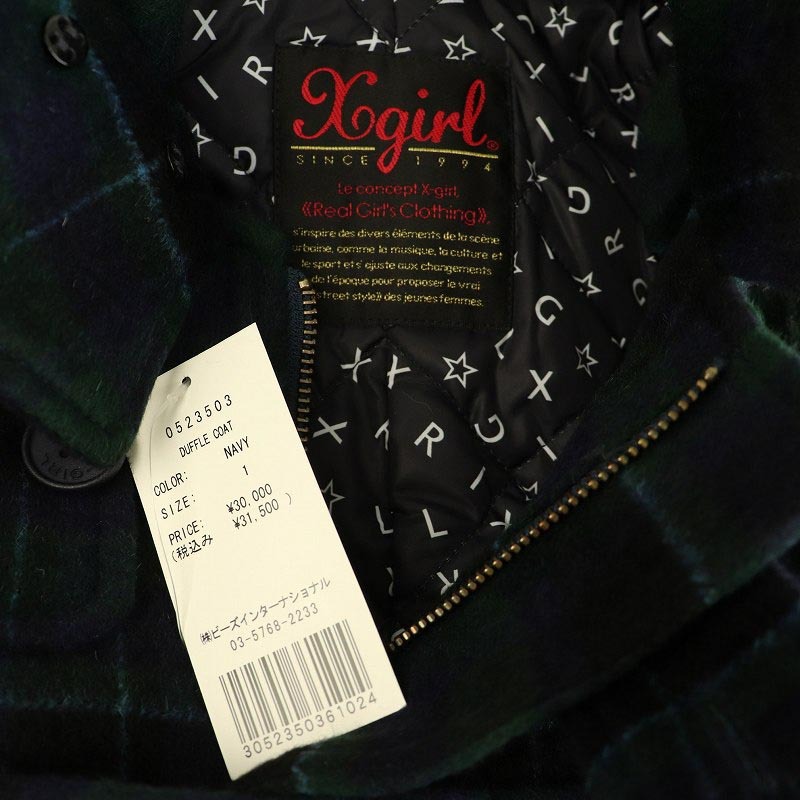 X girl®
SINCE 1994
Le concept X-girl,
《Real Girl's Clothing》,
s'inspire des divers éléments de la scène
urbaine, comme la musique, la culture et
le sport et s'ajuste aux changements
de l'époque pour proposer le vrai
street style》 des jeunes femmes.
0523503
DUFFLE COAT
COLOR: NAVY
SIZE: 1
PRICE: ¥30,000
(税込み ¥31,500 )
㈱ビーズインターナショナル
03-5768-2233
3052350361024